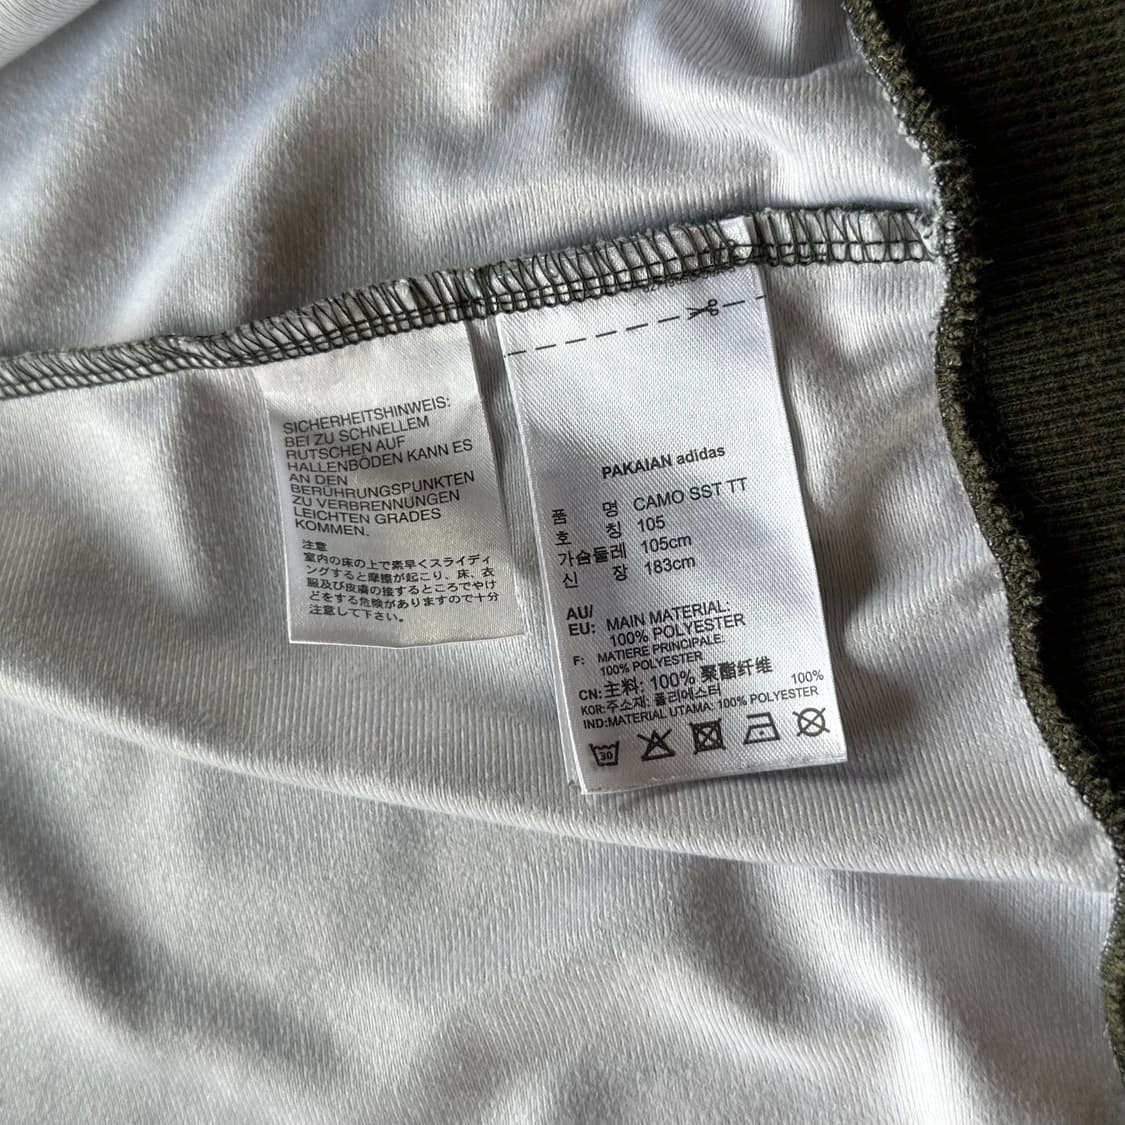 SICHERHEITSHINWEIS:
BEI ZU SCHNELLEM
RUTSCHEN AUF
HALLENBÖDEN KANN ES
AN DEN
BERÜHRUNGSPUNKTEN
ZU VERBRENNUNGEN
LEICHTEN GRADES
KOMMEN.
注意
室内の床の上で素早くスライディ
ングすると摩擦が起こり、床、衣
服及び皮膚の接するところでやけ
どをする危険がありますので十分
注意して下さい。
PAKAIAN adidas
품 명 CAMO SST TT
호 칭 105
가슴둘레 105cm
신 장 183cm
AU/
EU: MAIN MATERIAL:
100% POLYESTER
F: MATIERE PRINCIPALE:
100% POLYESTER
CN:主料: 100% 聚酯纤维
KOR:주소재: 폴리에스터 100%
IND:MATERIAL UTAMA: 100% POLYESTER
30